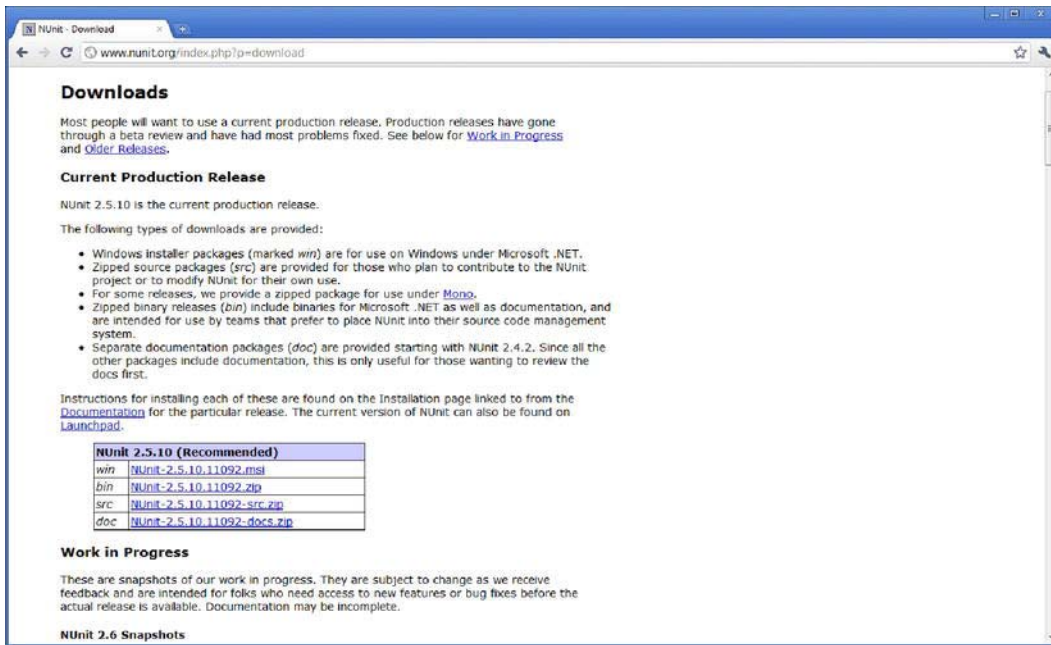 NUnit - Download
www.nunit.org/index.php?p=download
Downloads
Most people will want to use a current production release. Production releases have gone
through a beta review and have had most problems fixed. See below for Work in Progress
and Older Releases.
Current Production Release
NUnit 2.5.10 is the current production release.
The following types of downloads are provided:
• Windows installer packages (marked win) are for use on Windows under Microsoft .NET.
• Zipped source packages (src) are provided for those who plan to contribute to the NUnit
project or to modify NUnit for their own use.
• For some releases, we provide a zipped package for use under Mono.
• Zipped binary releases (bin) include binaries for Microsoft .NET as well as documentation, and
are intended for use by teams that prefer to place NUnit into their source code management
system.
• Separate documentation packages (doc) are provided starting with NUnit 2.4.2. Since all the
other packages include documentation, this is only useful for those wanting to review the
docs first.
Instructions for installing each of these are found on the Installation page linked to from the
Documentation for the particular release. The current version of NUnit can also be found on
Launchpad.
NUnit 2.5.10 (Recommended)
win NUnit-2.5.10.11092.msi
bin NUnit-2.5.10.11092.zip
src NUnit-2.5.10.11092-src.zip
doc NUnit-2.5.10.11092-docs.zip
Work in Progress
These are snapshots of our work in progress. They are subject to change as we receive
feedback and are intended for folks who need access to new features or bug fixes before the
actual release is available. Documentation may be incomplete.
NUnit 2.6 Snapshots